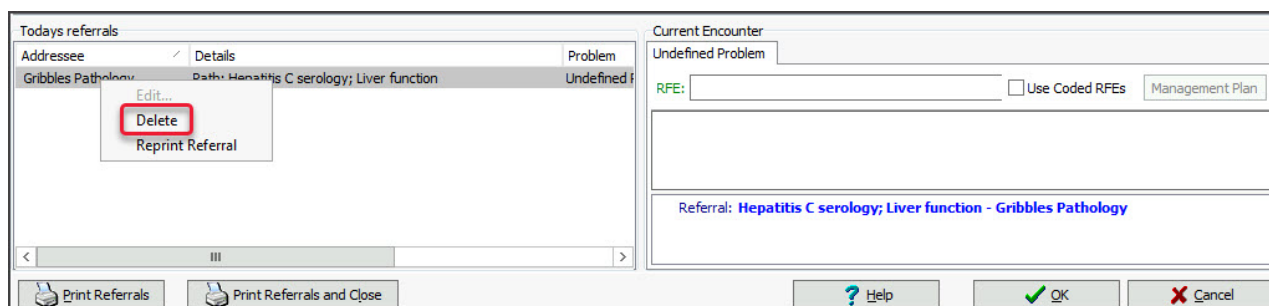 Todays referrals
Addressee Details Problem
Gribbles Pathology Path: Hepatitis C serology; Liver function Undefined
Edit...
Delete
Reprint Referral
Print Referrals
Print Referrals and Close
Current Encounter
Undefined Problem
RFE:
Use Coded RFEs
Management Plan
Referral: Hepatitis C serology; Liver function - Gribbles Pathology
Help
OK
Cancel